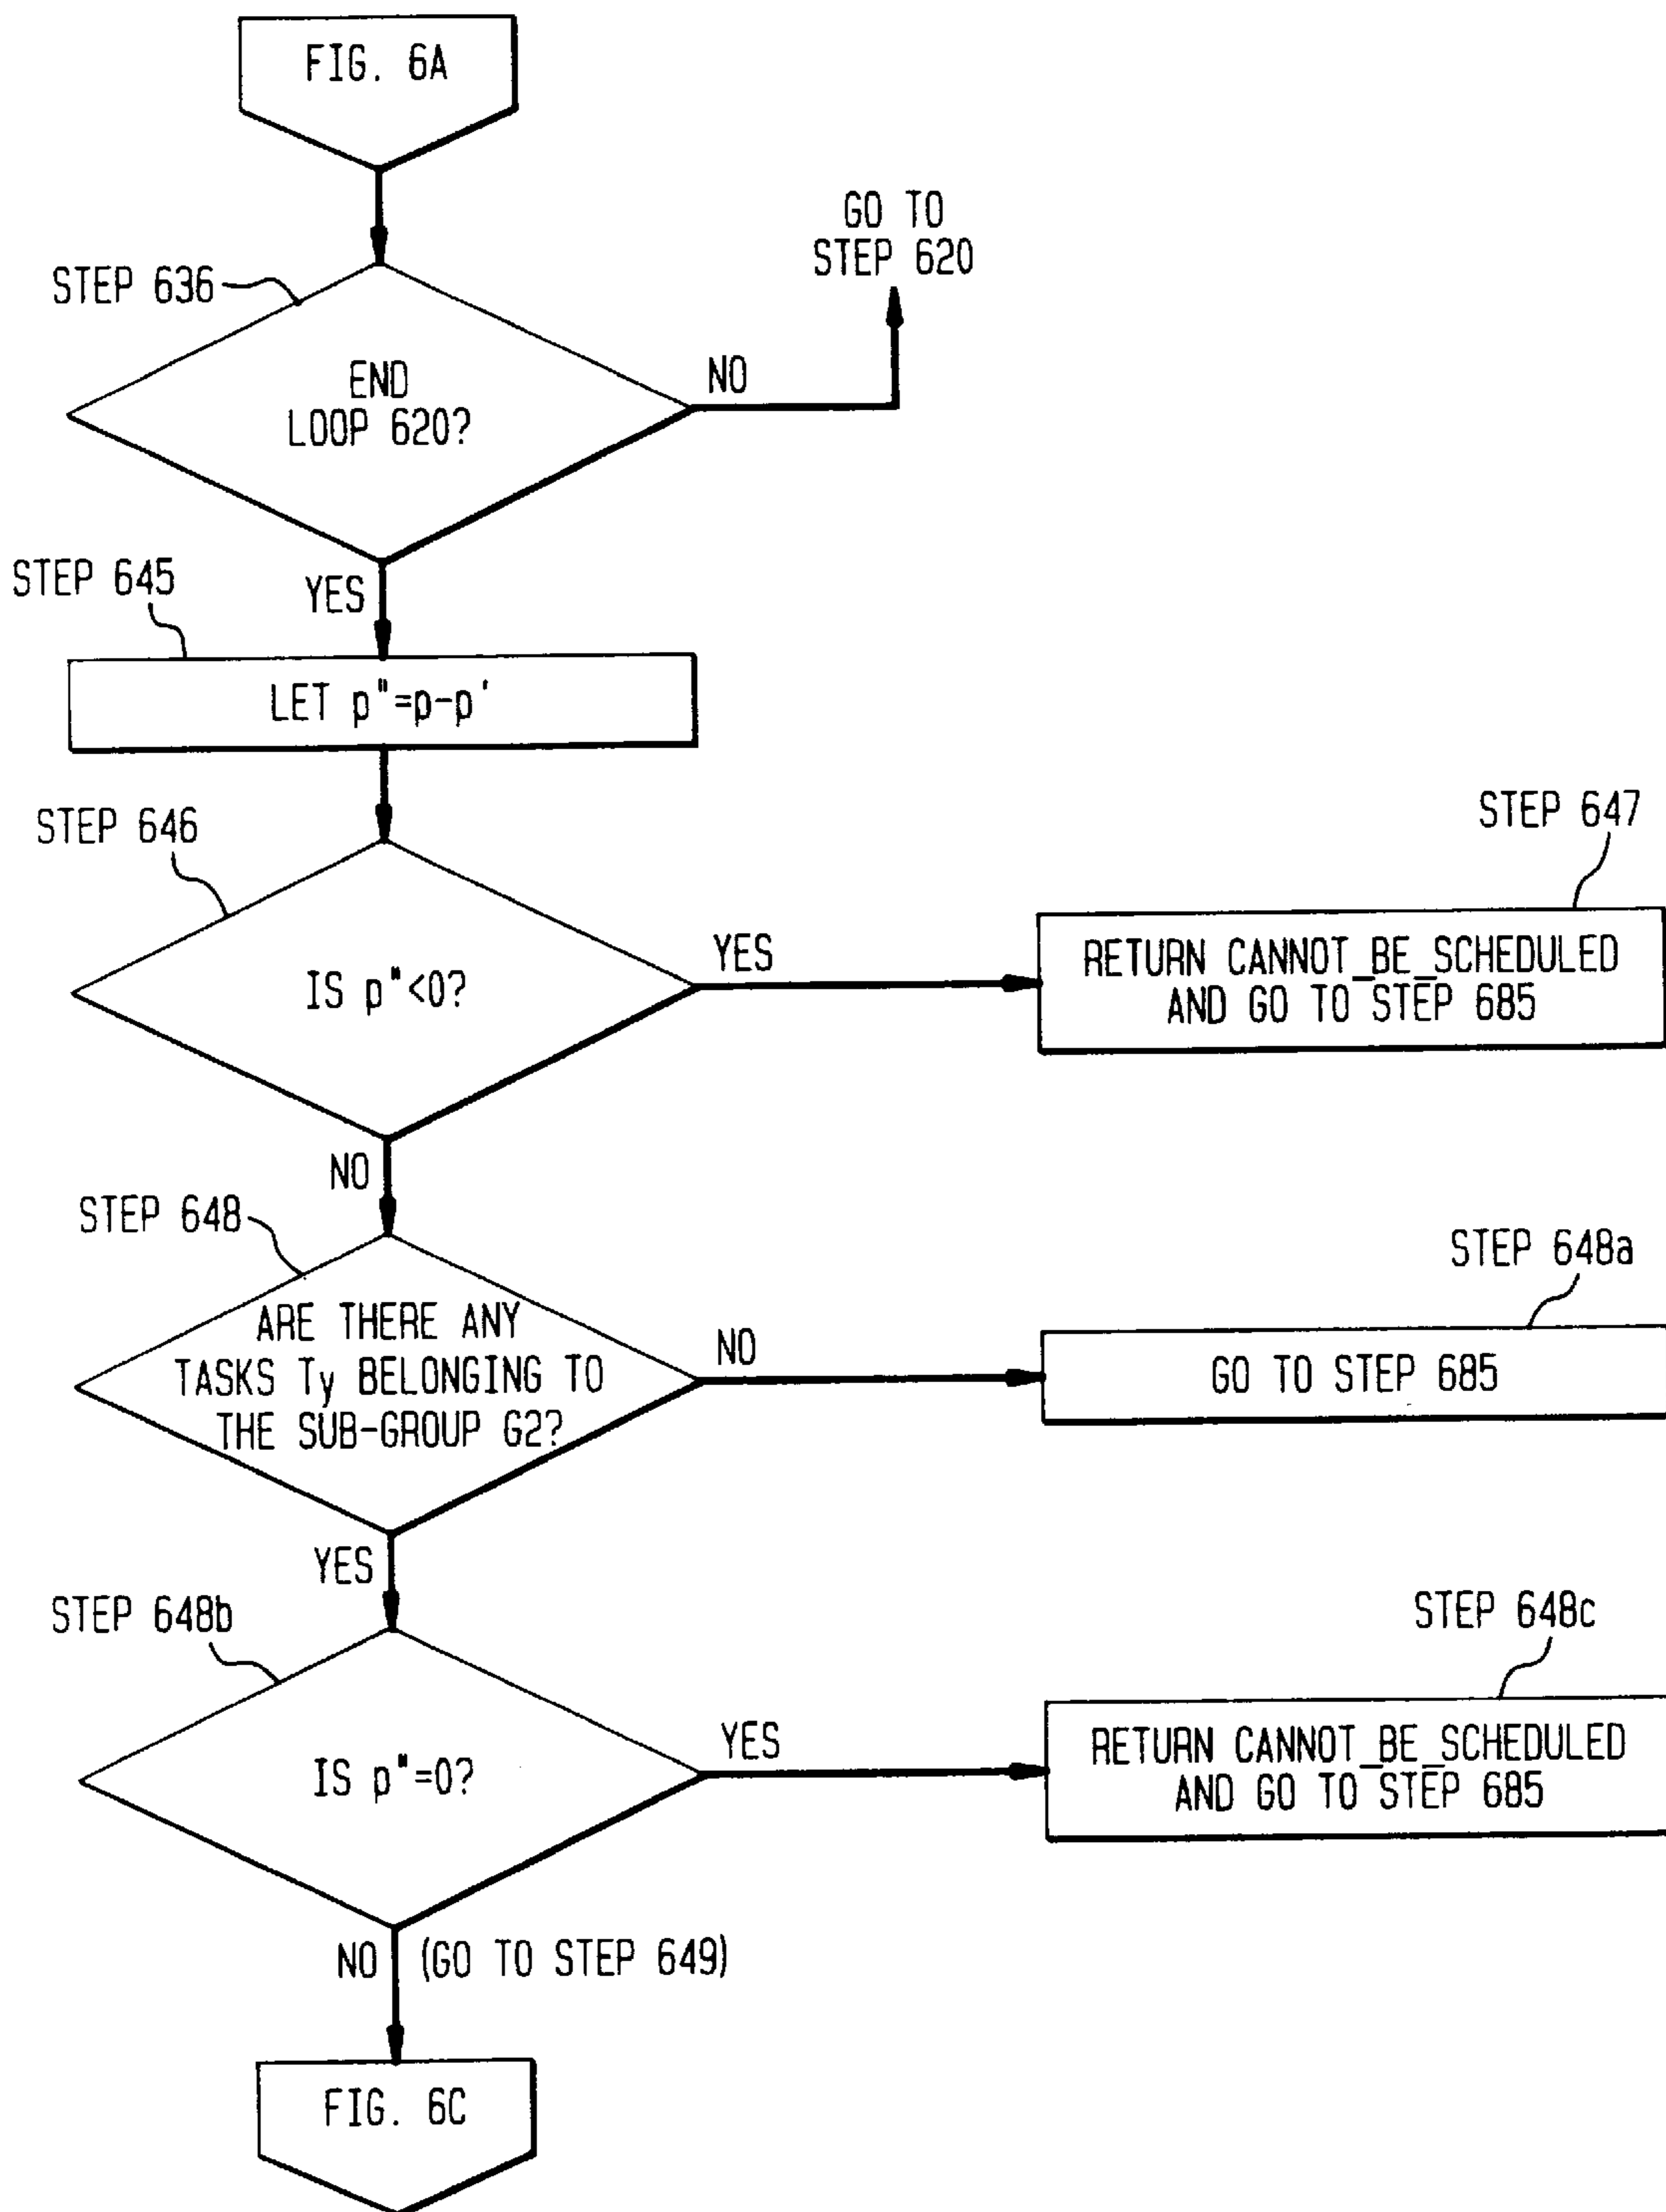 FIG. 6A
GO TO
STEP 620
STEP 636
END
LOOP 620?
NO
STEP 645
YES
LET p"=p-p'
STEP 646
STEP 647
IS p"<0?
YES
RETURN CANNOT_BE_SCHEDULED
AND GO TO STEP 685
NO
STEP 648
STEP 648a
ARE THERE ANY
TASKS Ty BELONGING TO
THE SUB-GROUP G2?
NO
GO TO STEP 685
YES
STEP 648b
STEP 648c
IS p"=0?
YES
RETURN CANNOT_BE_SCHEDULED
AND GO TO STEP 685
NO (GO TO STEP 649)
FIG. 6C